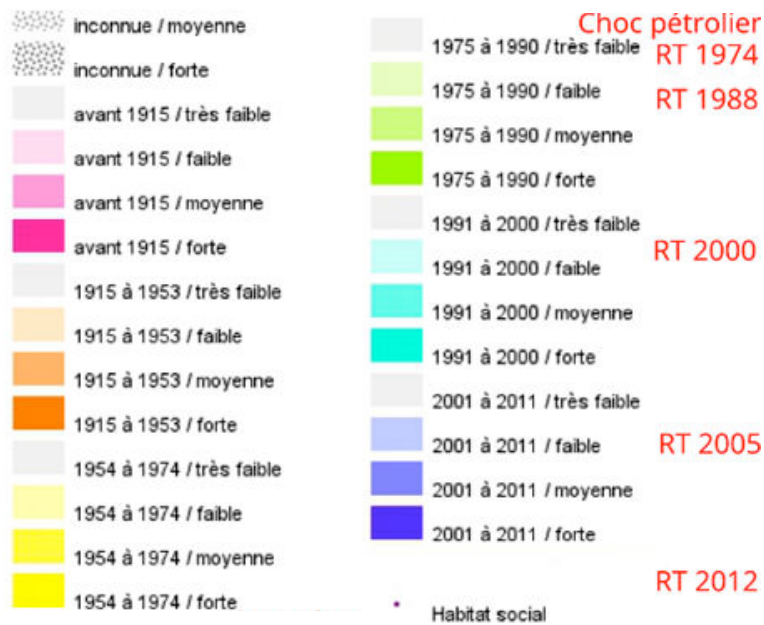 inconnue / moyenne
inconnue / forte
avant 1915 / très faible
avant 1915 / faible
avant 1915 / moyenne
avant 1915 / forte
1915 à 1953 / très faible
1915 à 1953 / faible
1915 à 1953 / moyenne
1915 à 1953 / forte
1954 à 1974 / très faible
1954 à 1974 / faible
1954 à 1974 / moyenne
1954 à 1974 / forte
Choc pétrolier
1975 à 1990 / très faible RT 1974
1975 à 1990 / faible RT 1988
1975 à 1990 / moyenne
1975 à 1990 / forte
1991 à 2000 / très faible
1991 à 2000 / faible RT 2000
1991 à 2000 / moyenne
1991 à 2000 / forte
2001 à 2011 / très faible
2001 à 2011 / faible RT 2005
2001 à 2011 / moyenne
2001 à 2011 / forte
RT 2012
Habitat social